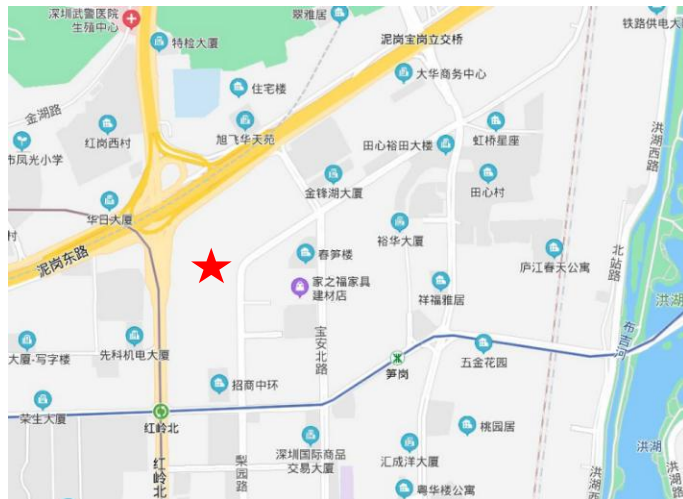 深圳武警医院
生殖中心
特检大厦
翠雅居
泥岗宝岗立交桥
铁路供电大
大华商务中心
住宅楼
金湖路
红岗西村
旭飞华天苑
田心裕田大楼
虹桥星座
洪湖西路
市凤光小学
金锋湖大厦
田心村
华日大厦
村
裕华大厦
泥岗东路
春笋楼
庐江春天公寓
北站路
家之福家具
建材店
祥福雅居
洪湖
布吉河
宝安北路
大厦-写字楼
先科机电大厦
笋岗
五金花园
招商中环
荣生大厦
红岭北
桃园居
洪湖
深圳国际商品
交易大厦
汇成洋大厦
红岭北
梨园路
粤华楼公寓
洪湖西路